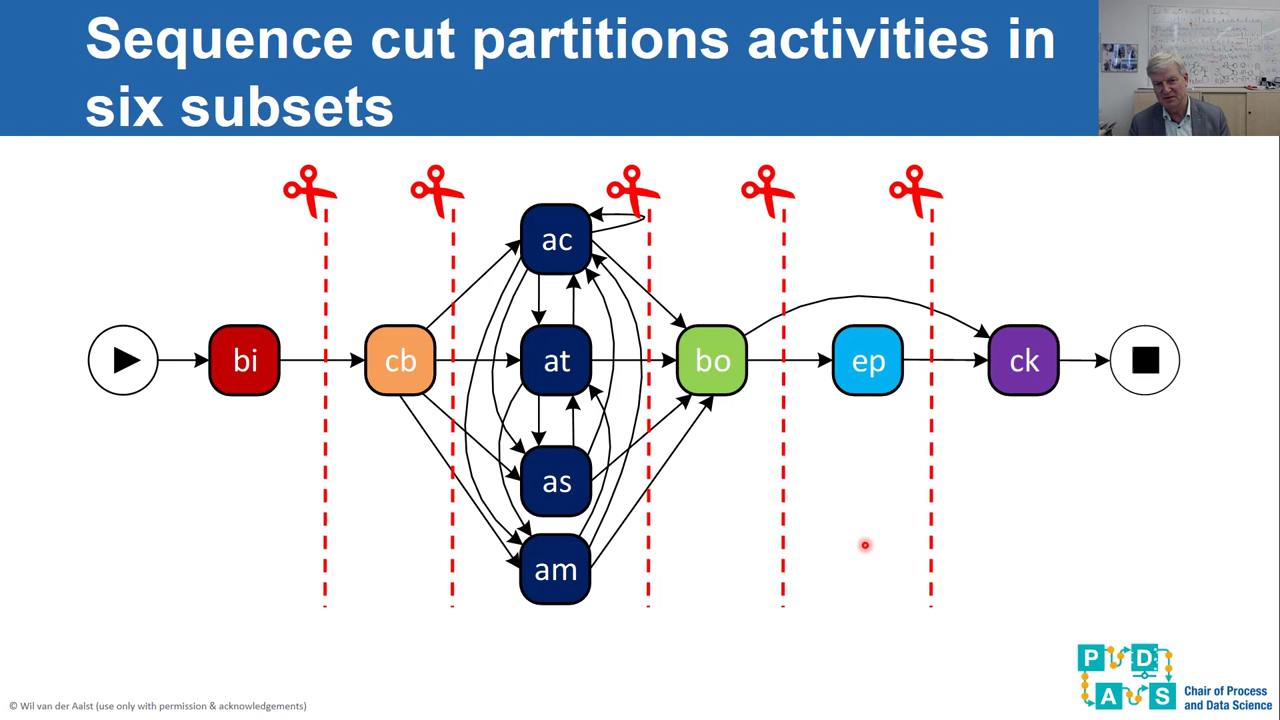 Sequence cut partitions activities in
six subsets
ac
bi
cb
at
bo
ep
ck
as
am
P D
A S
Chair of Process
and Data Science
© Wil van der Aalst (use only with permission & acknowledgements)